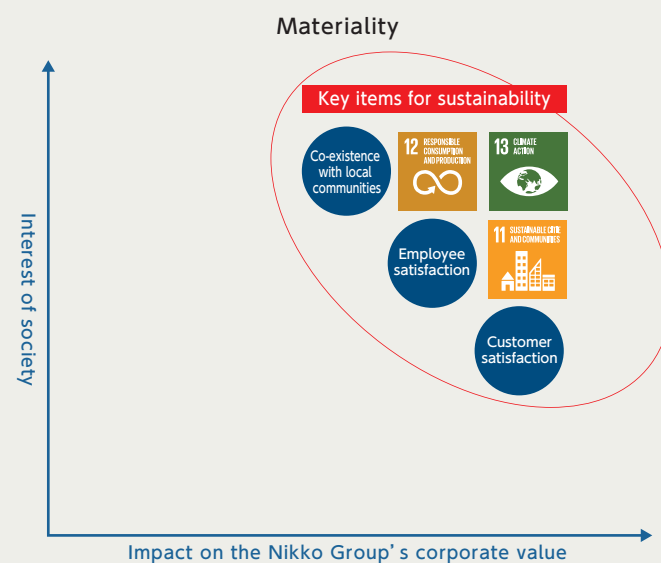 Materiality
Key items for sustainability
Co-existence
with local
communities
12 RESPONSIBLE
CONSUMPTION
AND PRODUCTION
13 CLIMATE
ACTION
Employee
satisfaction
11 SUSTAINABLE CITIE
AND COMMUNITIES
Customer
satisfaction
Interest of society
Impact on the Nikko Group's corporate value